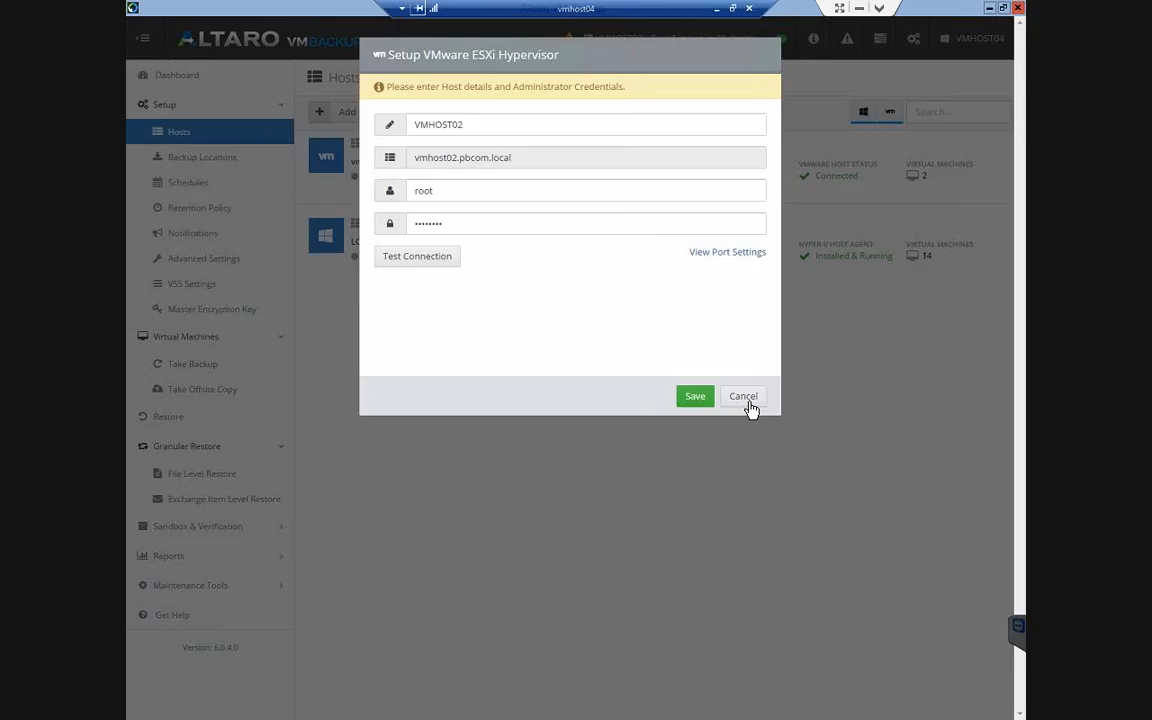 vmhost04
ALTARO VMBACKUP
VMHOST04
Setup VMware ESXi Hypervisor
Please enter Host details and Administrator Credentials.
VMHOST02
vmhost02.pbcom.local
root
••••••••
Test Connection
View Port Settings
Save
Cancel
Dashboard
Setup
Hosts
Backup Locations
Schedules
Retention Policy
Notifications
Advanced Settings
VSS Settings
Master Encryption Key
Virtual Machines
Take Backup
Take Offsite Copy
Restore
Granular Restore
File Level Restore
Exchange Item Level Restore
Sandbox & Verification
Reports
Maintenance Tools
Get Help
Version: 6.0.4.0
Hosts
Add
vm
Search...
vm
VMWARE HOST STATUS
Connected
VIRTUAL MACHINES
2
HYPER-V HOST AGENT
Installed & Running
VIRTUAL MACHINES
14